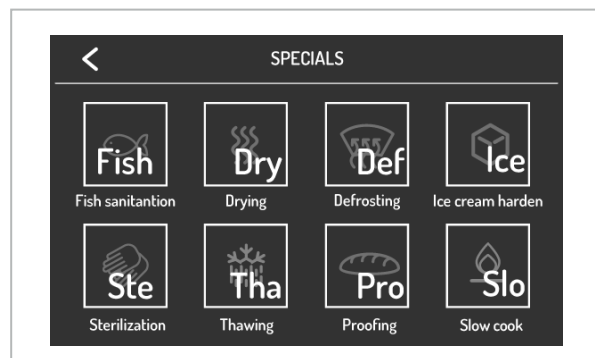 SPECIALS
Fish Dry Def Ice
Fish sanitantion Drying Defrosting Ice cream harden
Ste Tha Pro Slo
Sterilization Thawing Proofing Slow cook